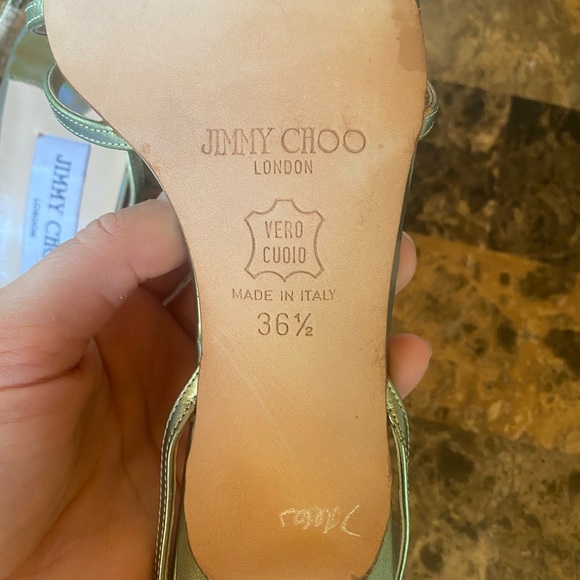 JIMMY CHOO
LONDON
VERO
CUOIO
MADE IN ITALY
36½
JIMMY CHOO
LONDON